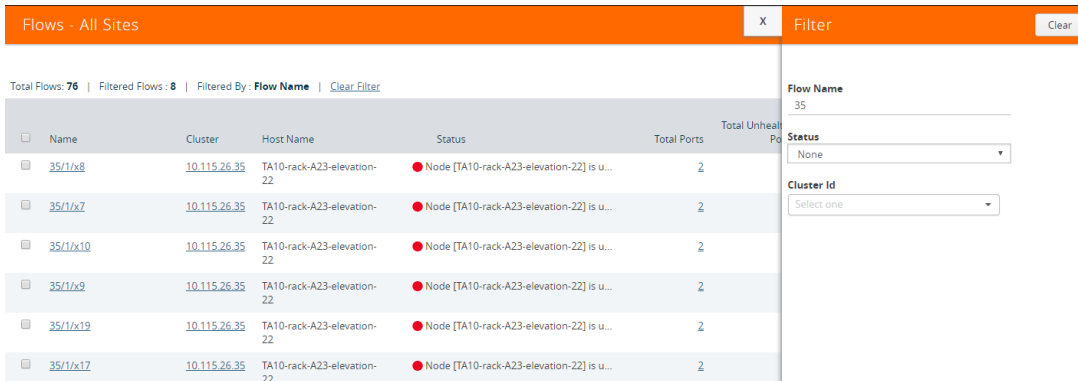 Flows - All Sites
X
Filter
Clear
Total Flows: 76 | Filtered Flows : 8 | Filtered By : Flow Name | Clear Filter
Name Cluster Host Name Status Total Ports Total Unhealt
Po
35/1/x8 10.115.26.35 TA10-rack-A23-elevation-22 Node [TA10-rack-A23-elevation-22] is u... 2
35/1/x7 10.115.26.35 TA10-rack-A23-elevation-22 Node [TA10-rack-A23-elevation-22] is u... 2
35/1/x10 10.115.26.35 TA10-rack-A23-elevation-22 Node [TA10-rack-A23-elevation-22] is u... 2
35/1/x9 10.115.26.35 TA10-rack-A23-elevation-22 Node [TA10-rack-A23-elevation-22] is u... 2
35/1/x19 10.115.26.35 TA10-rack-A23-elevation-22 Node [TA10-rack-A23-elevation-22] is u... 2
35/1/x17 10.115.26.35 TA10-rack-A23-elevation-22 Node [TA10-rack-A23-elevation-22] is u... 2
Flow Name
35
Status
None
Cluster Id
Select one